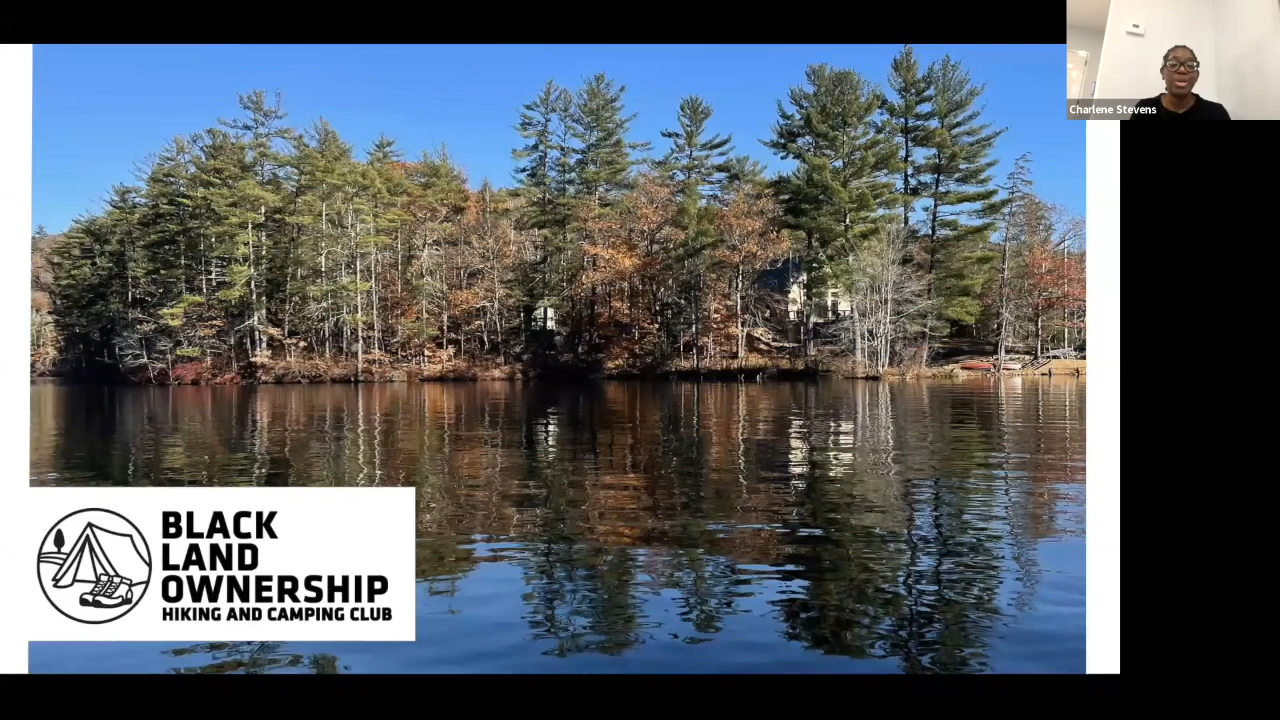 Charlene Stevens
BLACK
LAND
OWNERSHIP
HIKING AND CAMPING CLUB